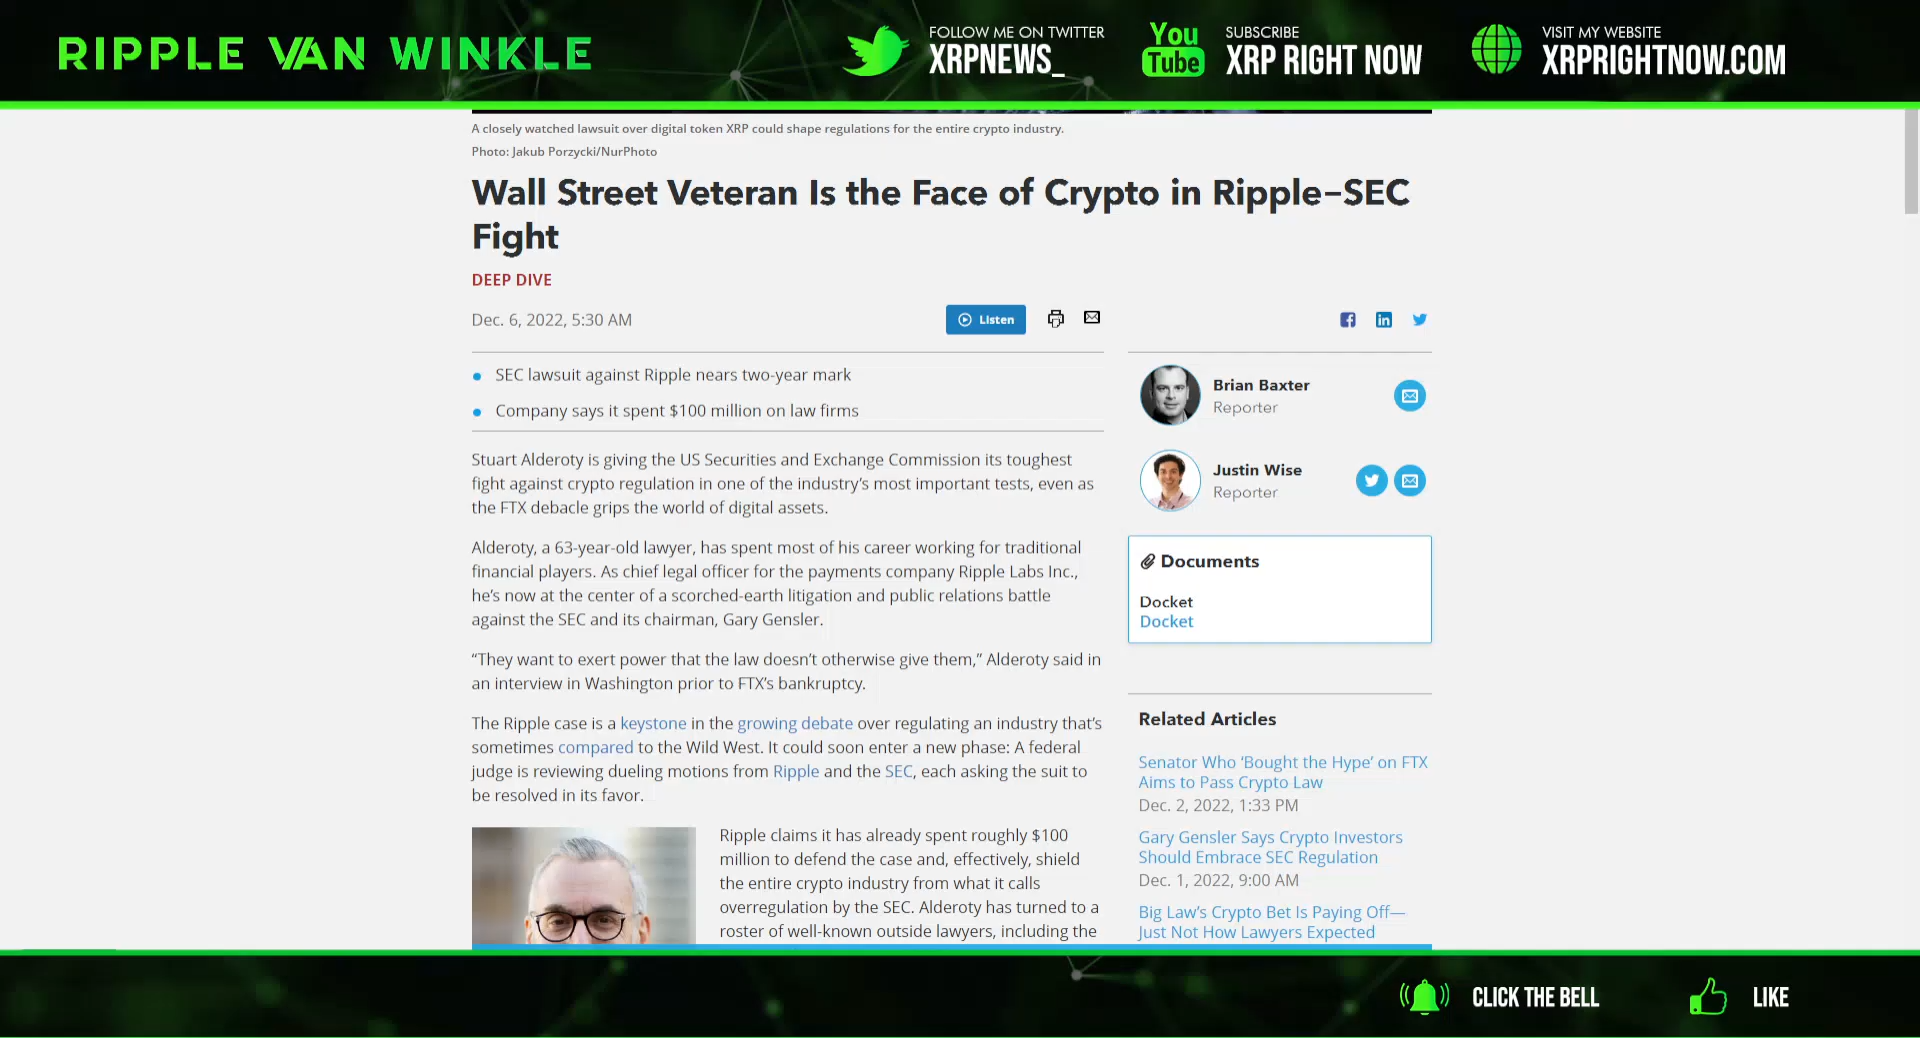 RIPPLE VAN WINKLE
FOLLOW ME ON TWITTER
XRPNEWS_
You
Tube
SUBSCRIBE
XRP RIGHT NOW
VISIT MY WEBSITE
XRPRIGHTNOW.COM
A closely watched lawsuit over digital token XRP could shape regulations for the entire crypto industry.
Photo: Jakub Porzycki/NurPhoto
Wall Street Veteran Is the Face of Crypto in Ripple–SEC
Fight
DEEP DIVE
Dec. 6, 2022, 5:30 AM
Listen
SEC lawsuit against Ripple nears two-year mark
Company says it spent $100 million on law firms
Stuart Alderoty is giving the US Securities and Exchange Commission its toughest
fight against crypto regulation in one of the industry’s most important tests, even as
the FTX debacle grips the world of digital assets.
Alderoty, a 63-year-old lawyer, has spent most of his career working for traditional
financial players. As chief legal officer for the payments company Ripple Labs Inc.,
he’s now at the center of a scorched-earth litigation and public relations battle
against the SEC and its chairman, Gary Gensler.
“They want to exert power that the law doesn’t otherwise give them,” Alderoty said in
an interview in Washington prior to FTX’s bankruptcy.
The Ripple case is a keystone in the growing debate over regulating an industry that’s
sometimes compared to the Wild West. It could soon enter a new phase: A federal
judge is reviewing dueling motions from Ripple and the SEC, each asking the suit to
be resolved in its favor.
Ripple claims it has already spent roughly $100
million to defend the case and, effectively, shield
the entire crypto industry from what it calls
overregulation by the SEC. Alderoty has turned to a
roster of well-known outside lawyers, including the
Brian Baxter
Reporter
Justin Wise
Reporter
Documents
Docket
Docket
Related Articles
Senator Who ‘Bought the Hype’ on FTX
Aims to Pass Crypto Law
Dec. 2, 2022, 1:33 PM
Gary Gensler Says Crypto Investors
Should Embrace SEC Regulation
Dec. 1, 2022, 9:00 AM
Big Law’s Crypto Bet Is Paying Off—
Just Not How Lawyers Expected
CLICK THE BELL
LIKE